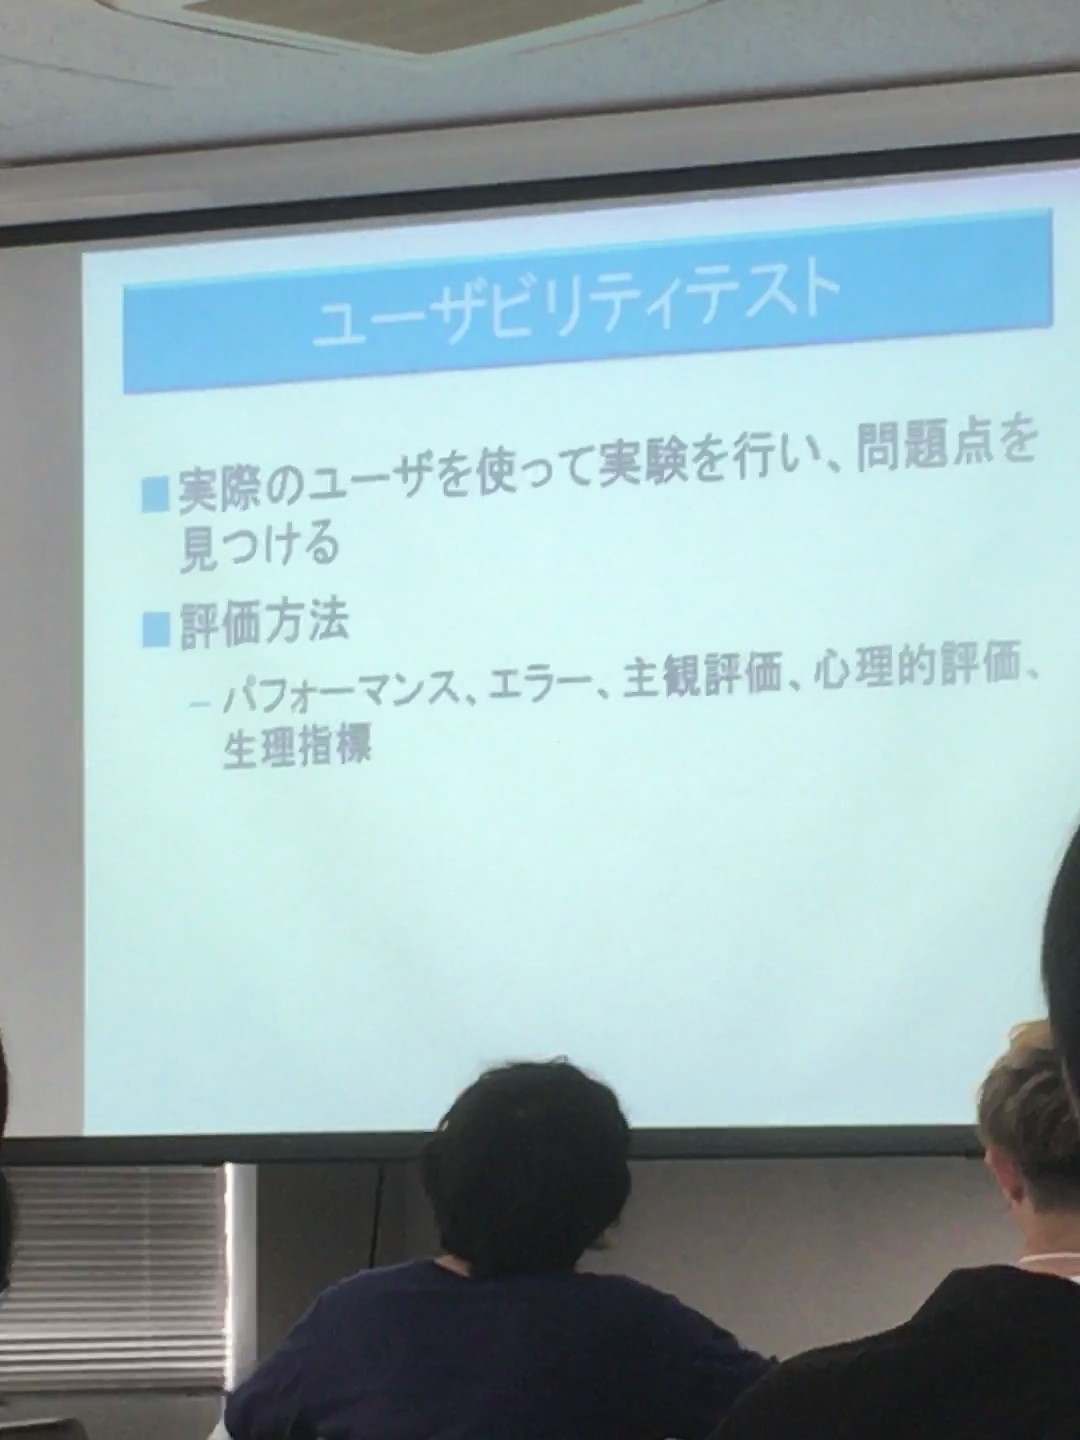 ユーザビリティテスト
■実際のユーザを使って実験を行い、問題点を
見つける
■評価方法
– パフォーマンス、エラー、主観評価、心理的評価、
生理指標